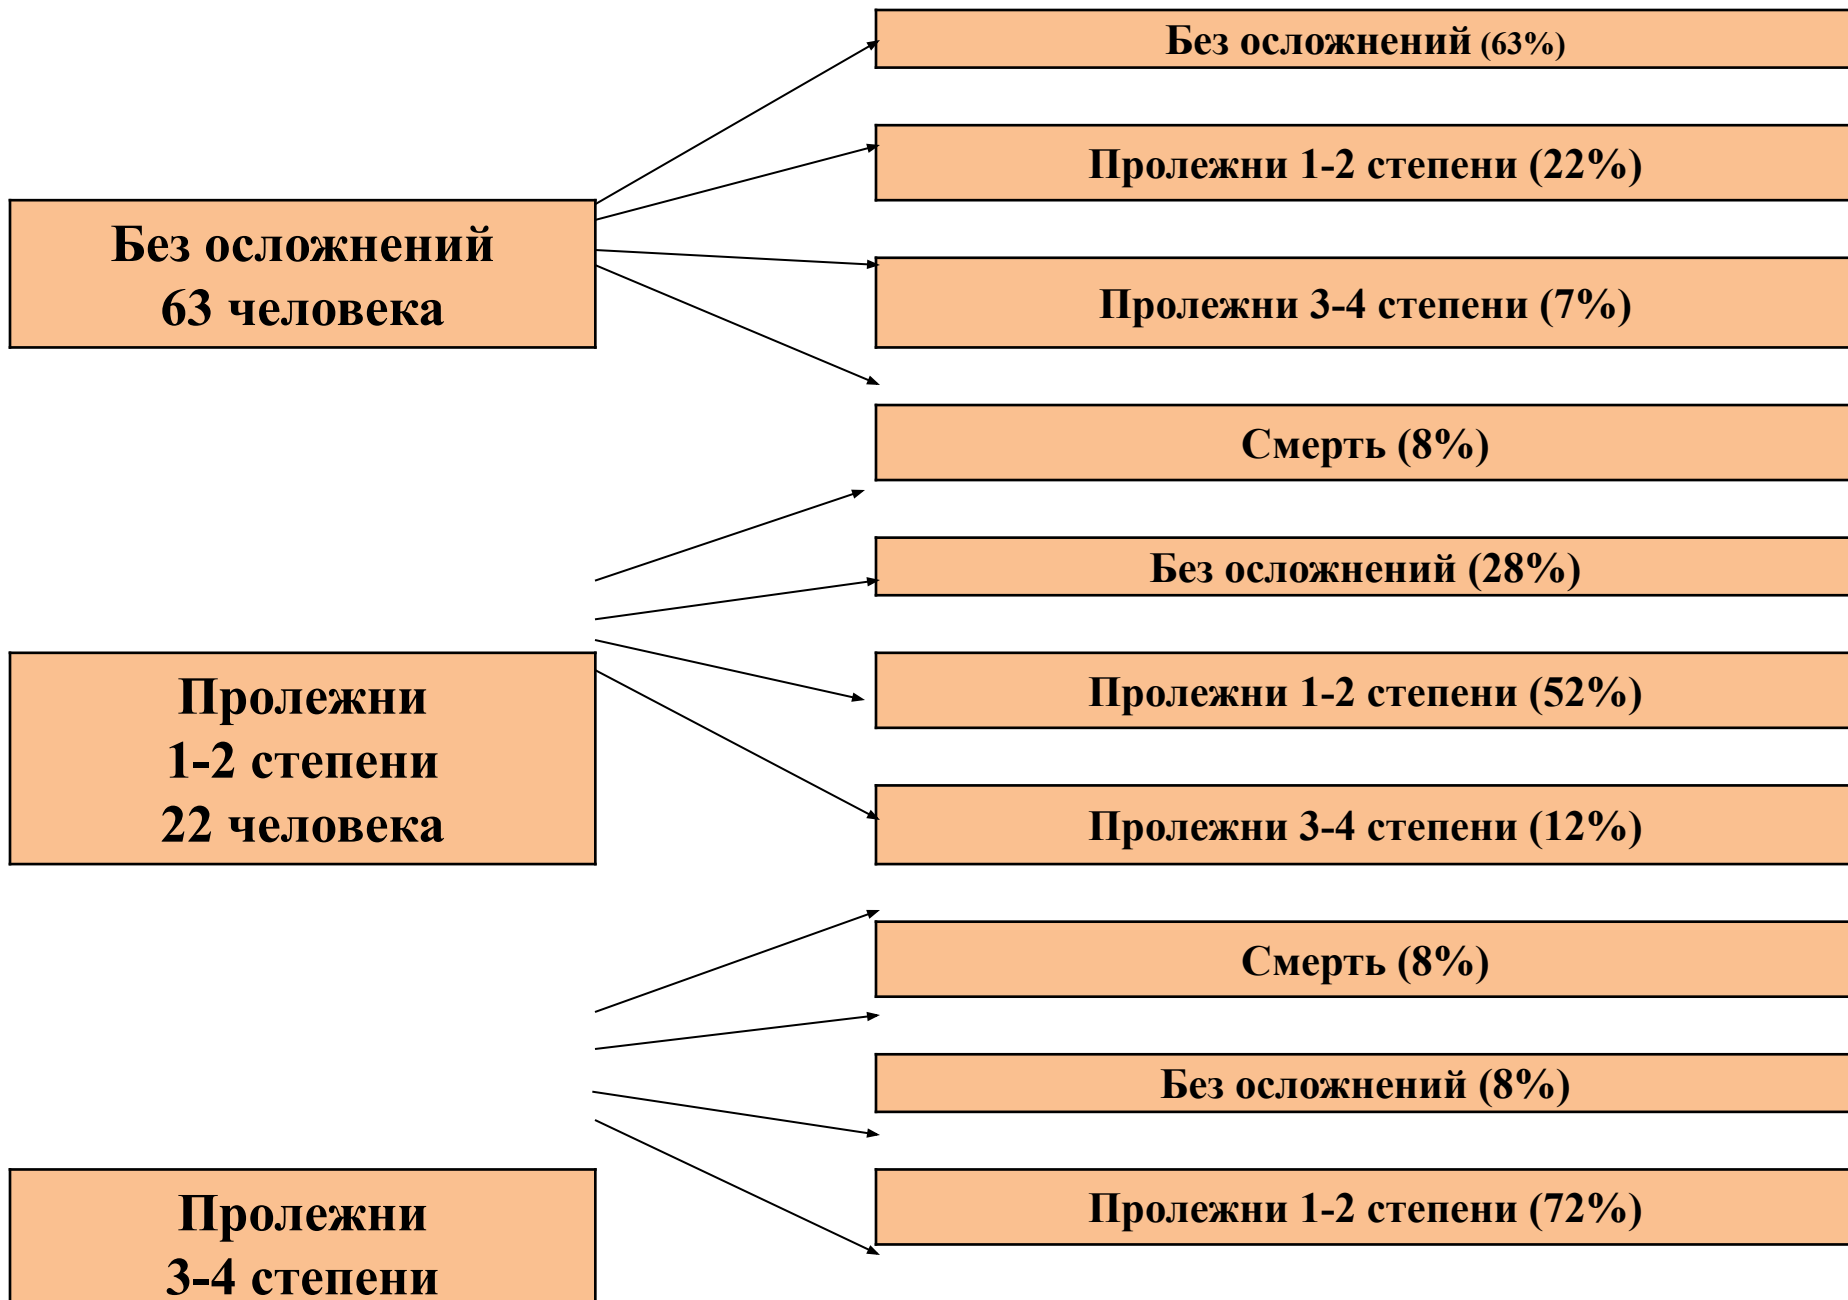 Без осложнений (63%)
Пролежни 1-2 степени (22%)
Без осложнений
63 человека
Пролежни 3-4 степени (7%)
Смерть (8%)
Без осложнений (28%)
Пролежни
1-2 степени
22 человека
Пролежни 1-2 степени (52%)
Пролежни 3-4 степени (12%)
Смерть (8%)
Без осложнений (8%)
Пролежни
3-4 степени
Пролежни 1-2 степени (72%)